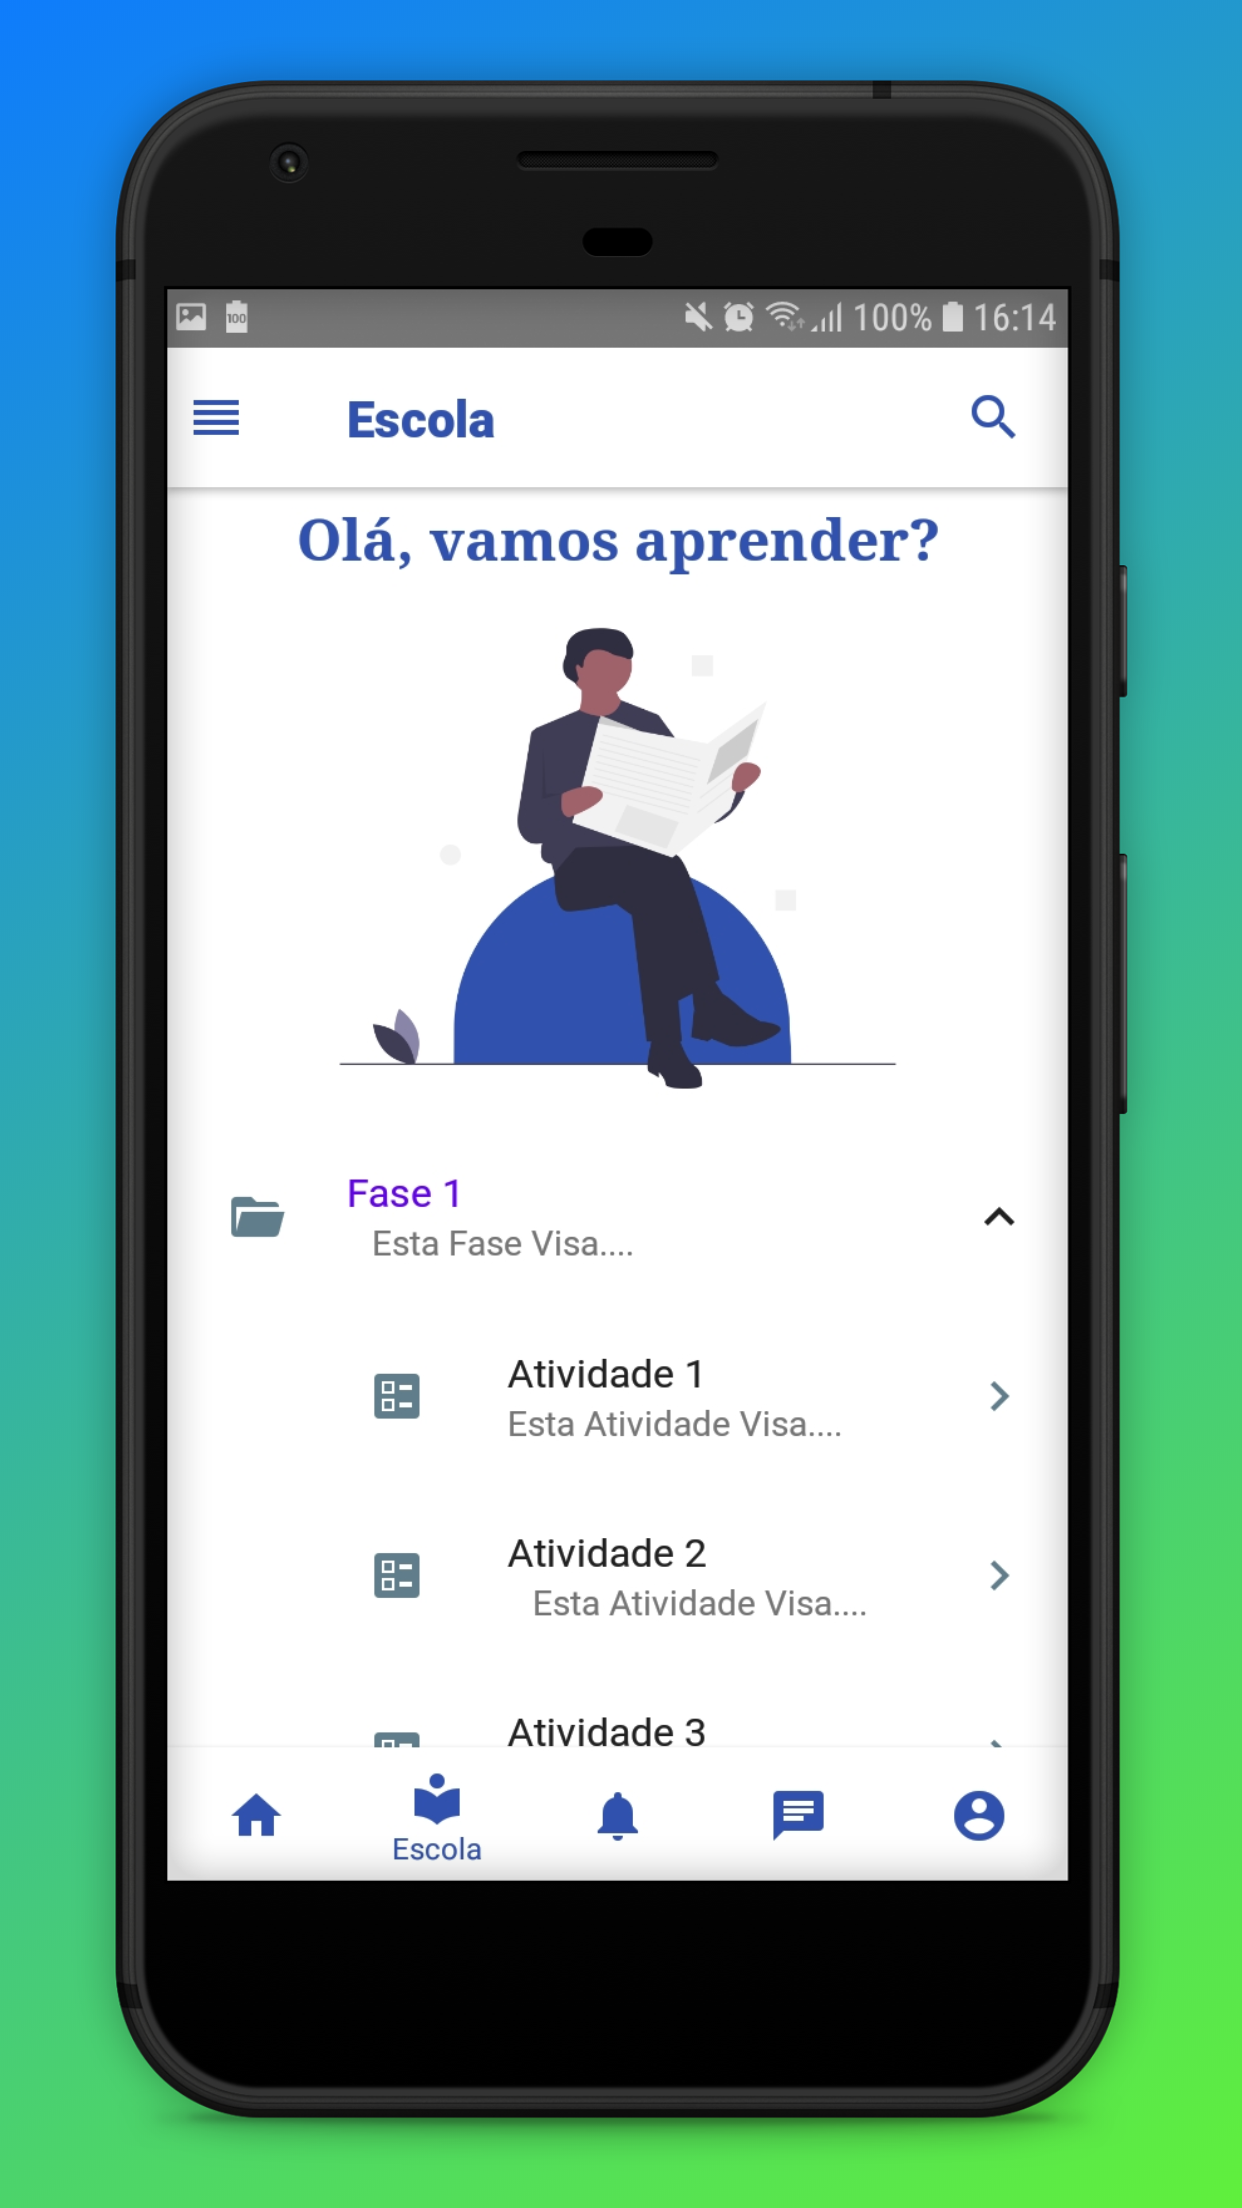 100 100% 16:14
Escola
Olá, vamos aprender?
Fase 1
Esta Fase Visa....
Atividade 1
Esta Atividade Visa....
Atividade 2
Esta Atividade Visa....
Atividade 3
Escola